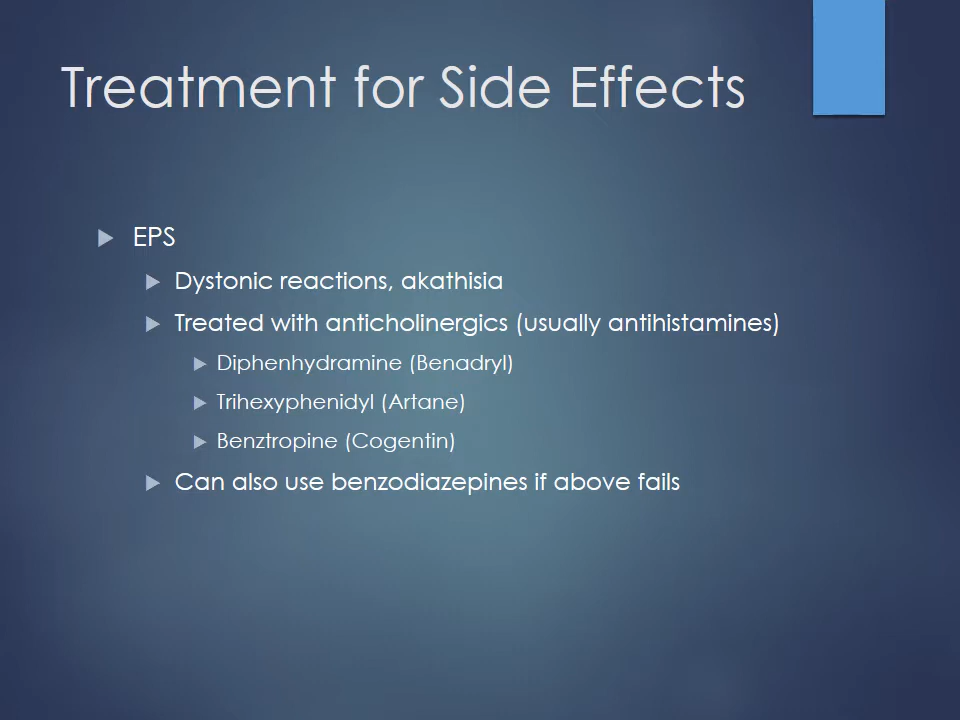 Treatment for Side Effects
EPS
Dystonic reactions, akathisia
Treated with anticholinergics (usually antihistamines)
Diphenhydramine (Benadryl)
Trihexyphenidyl (Artane)
Benztropine (Cogentin)
Can also use benzodiazepines if above fails